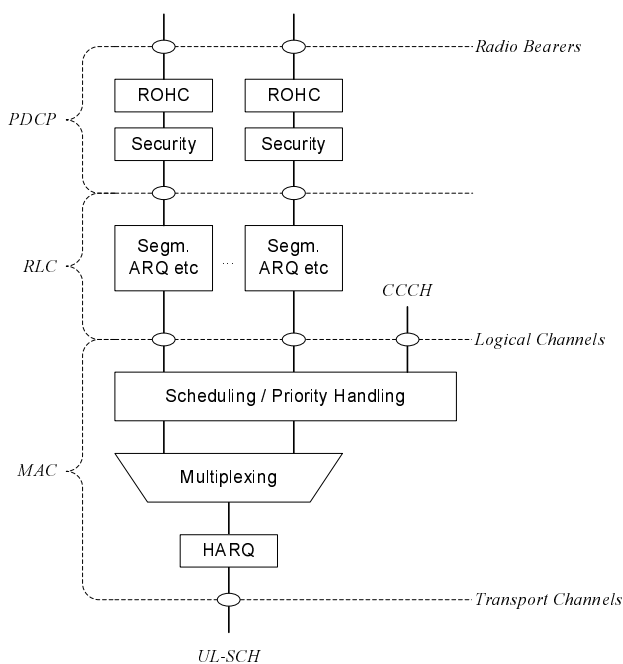 Radio Bearers
ROHC
ROHC
PDCP
Security
Security
Segm.
ARQ etc
...
Segm.
ARQ etc
RLC
CCCH
Logical Channels
Scheduling / Priority Handling
MAC
Multiplexing
HARQ
Transport Channels
UL-SCH